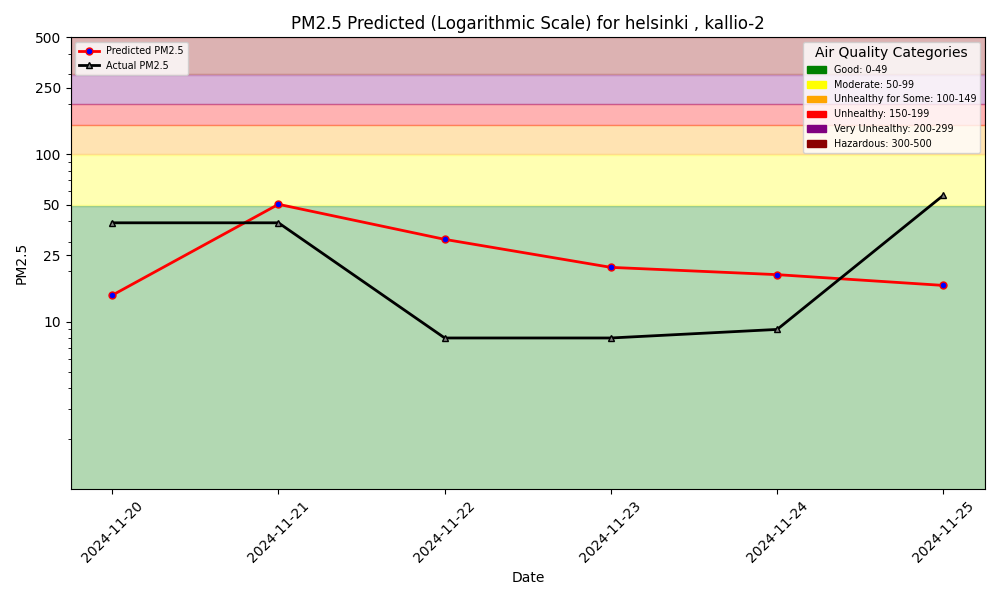 PM2.5 Predicted (Logarithmic Scale) for helsinki , kallio-2
Predicted PM2.5
Actual PM2.5
Air Quality Categories
Good: 0-49
Moderate: 50-99
Unhealthy for Some: 100-149
Unhealthy: 150-199
Very Unhealthy: 200-299
Hazardous: 300-500
500
250
100
50
25
10
PM2.5
2024-11-20
2024-11-21
2024-11-22
2024-11-23
2024-11-24
2024-11-25
Date